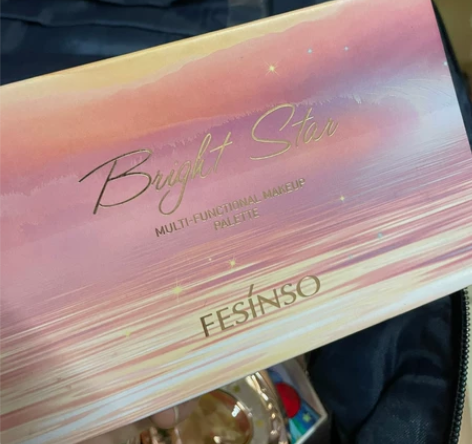 Bright Star
MULTI-FUNCTIONAL MAKEUP
PALETTE
FESÍNSO